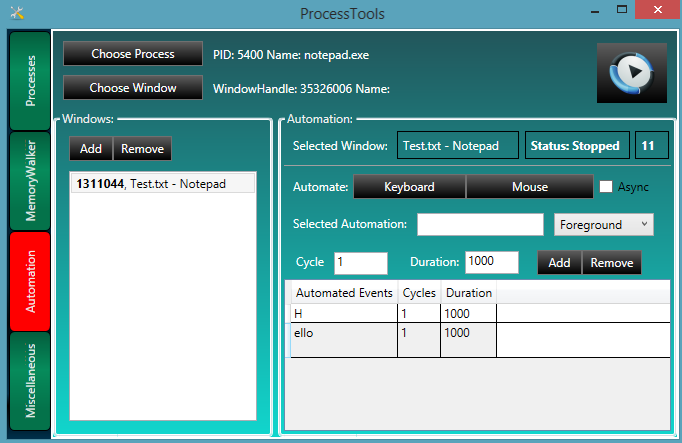 ProcessTools
Processes
MemoryWalker
Automation
Miscellaneous
Choose Process PID: 5400 Name: notepad.exe
Choose Window WindowHandle: 35326006 Name:
Windows:
Add Remove
1311044, Test.txt - Notepad
Automation:
Selected Window: Test.txt - Notepad Status: Stopped 11
Automate: Keyboard Mouse Async
Selected Automation: Foreground
Cycle 1 Duration: 1000 Add Remove
Automated Events Cycles Duration
H 1 1000
ello 1 1000